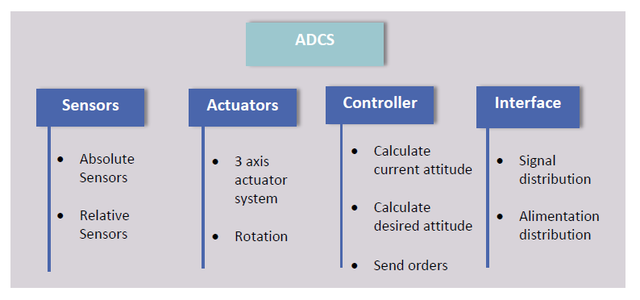 ADCS
Sensors
Absolute
Sensors
Relative
Sensors
Actuators
3 axis
actuator
system
Rotation
Controller
Calculate
current attitude
Calculate
desired attitude
Send orders
Interface
Signal
distribution
Alimentation
distribution